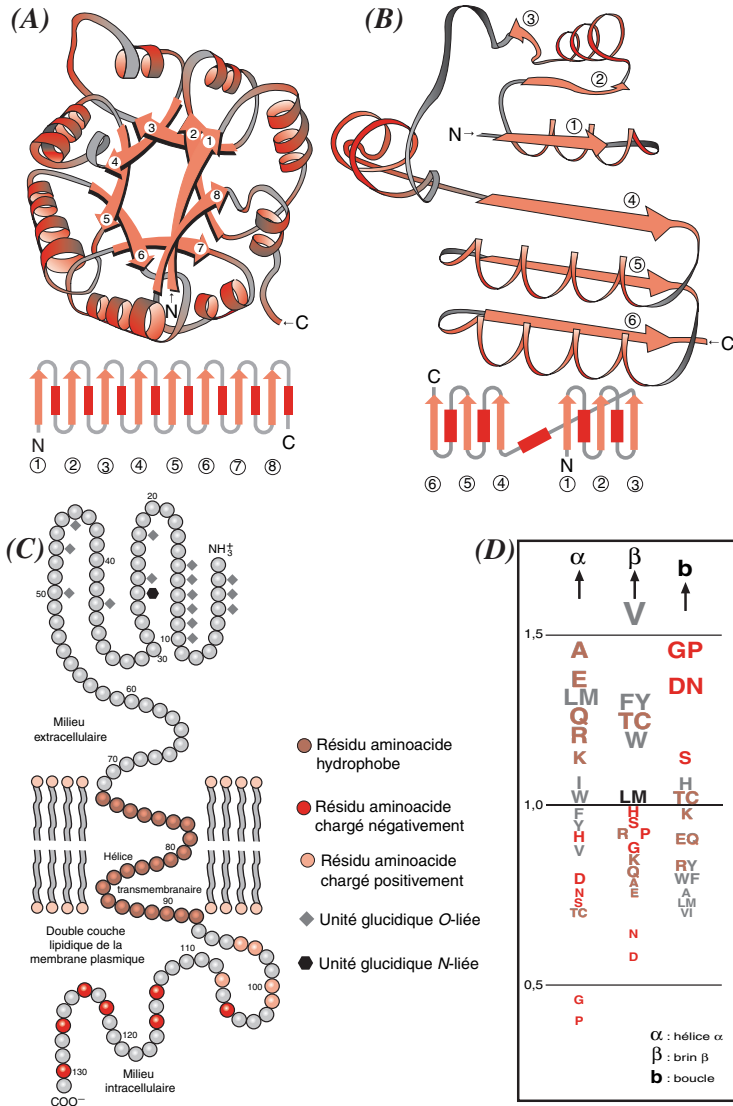 (A)
③
②
①
④
⑧
⑤
⑥
⑦
↑
N
←C
N
C
① ② ③ ④ ⑤ ⑥ ⑦ ⑧
(B)
③
②
N→
①
④
⑤
⑥
←C
C
N
⑥ ⑤ ④ ① ② ③
(C)
20
NH3+
40
50
10
30
60
Milieu
extracellulaire
70
80
Hélice
transmembranaire
90
Double couche
lipidique de la
membrane plasmique
110
100
120
130
Milieu
intracellulaire
COO−
Résidu aminoacide
hydrophobe
Résidu aminoacide
chargé négativement
Résidu aminoacide
chargé positivement
Unité glucidique O-liée
Unité glucidique N-liée
(D)
α β b
V
1,5
A GP
E DN
LM FY
Q TC
R W
K S
I H
W LM TC
1,0
F H K
Y S
H R P EQ
V G
K RY
D Q WF
N A A
S E LM
TC VI
N
D
0,5
G
P
α : hélice α
β : brin β
b : boucle